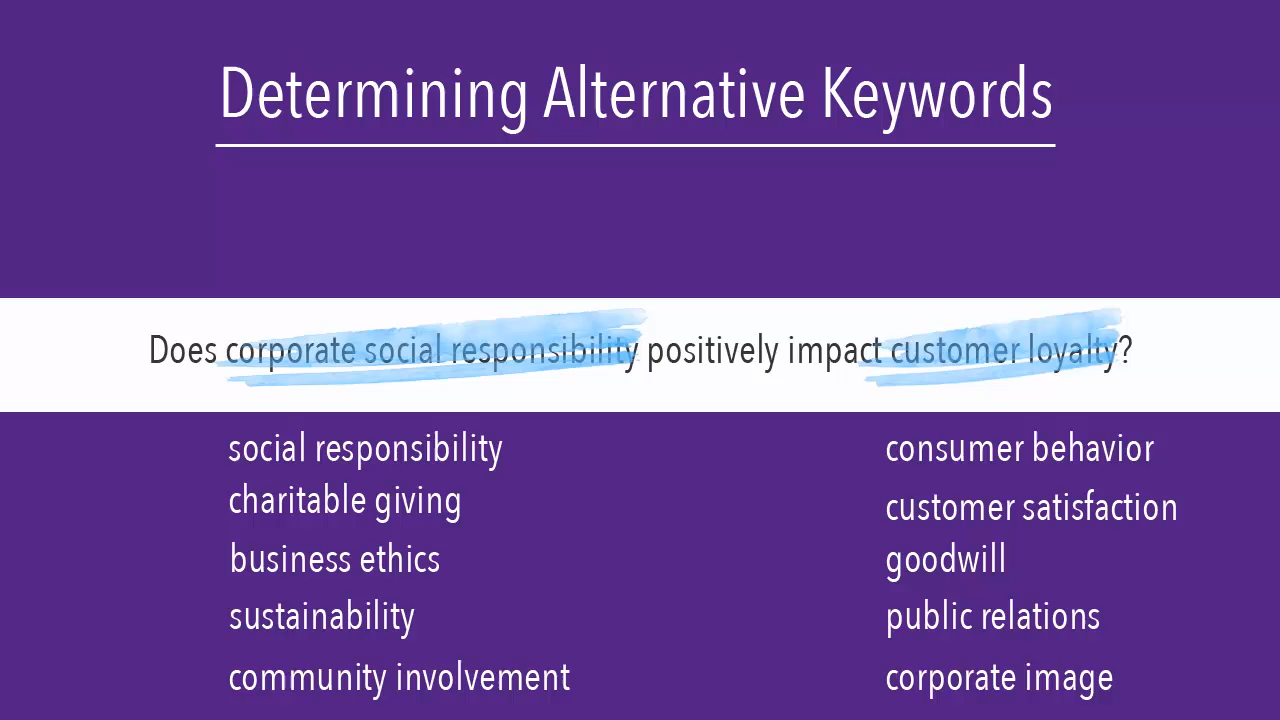 Determining Alternative Keywords
Does corporate social responsibility positively impact customer loyalty?
social responsibility
charitable giving
business ethics
sustainability
community involvement
consumer behavior
customer satisfaction
goodwill
public relations
corporate image